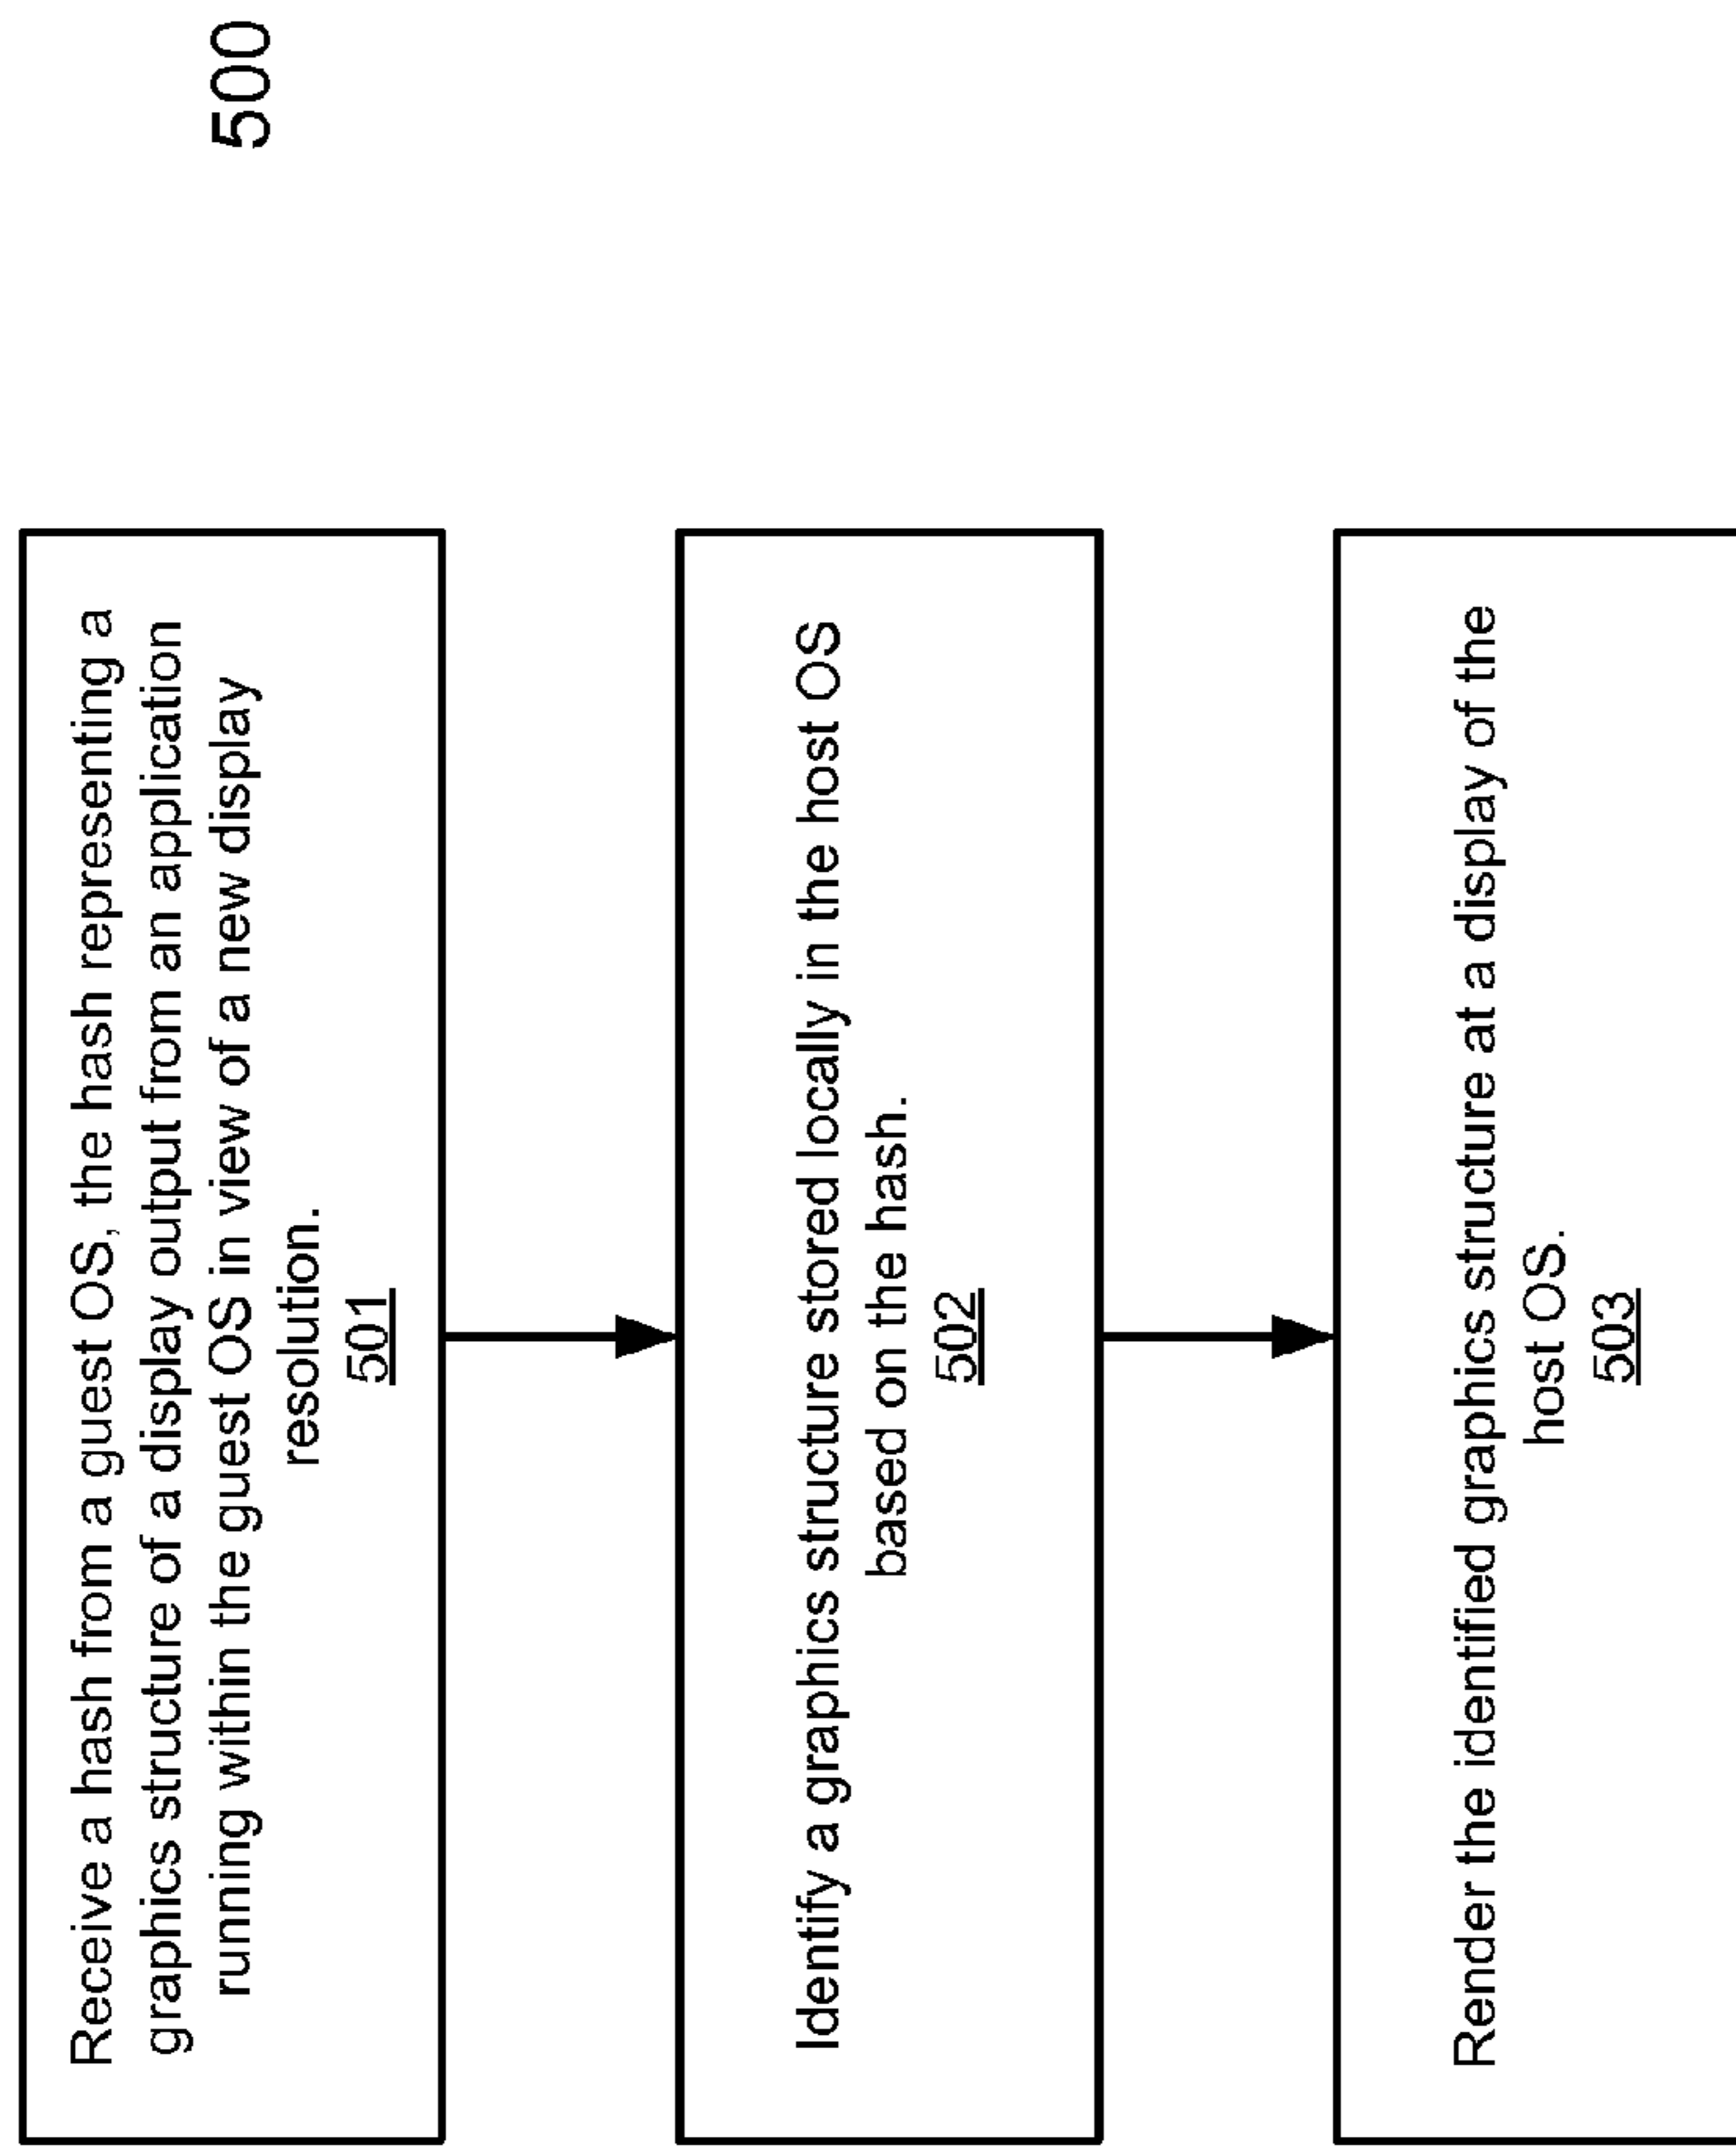 500
Receive a hash from a guest OS, the hash representing a
graphics structure of a display output from an application
running within the guest OS in view of a new display
resolution.
501
Identify a graphics structure stored locally in the host OS
based on the hash.
502
Render the identified graphics structure at a display of the
host OS.
503